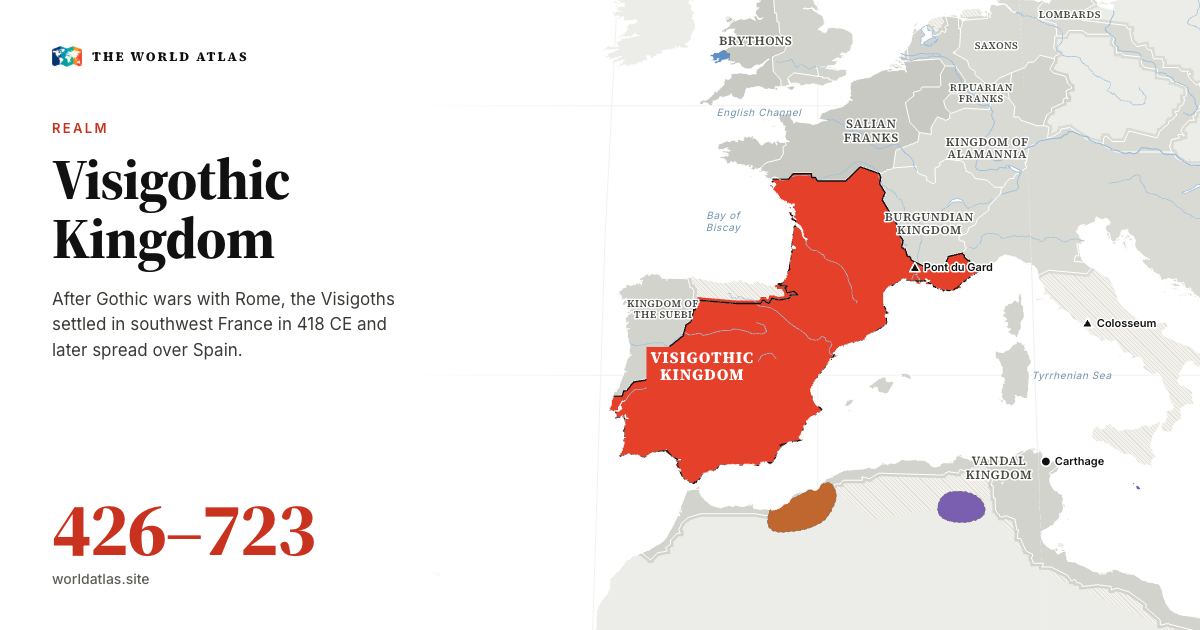 THE WORLD ATLAS
REALM
Visigothic
Kingdom
After Gothic wars with Rome, the Visigoths
settled in southwest France in 418 CE and
later spread over Spain.
426–723
worldatlas.site
LOMBARDS
BRYTHONS
SAXONS
RIPUARIAN
FRANKS
English Channel
SALIAN
FRANKS
KINGDOM OF
ALAMANNIA
Bay of
Biscay
BURGUNDIAN
KINGDOM
Pont du Gard
KINGDOM OF
THE SUEBI
Colosseum
VISIGOTHIC
KINGDOM
Tyrrhenian Sea
VANDAL
KINGDOM
Carthage